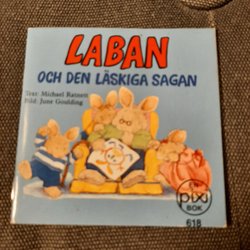 LABAN
OCH DEN LÄSKIGA SAGAN
Text: Michael Ratnett
Bild: June Goulding
pixi
BOK
618